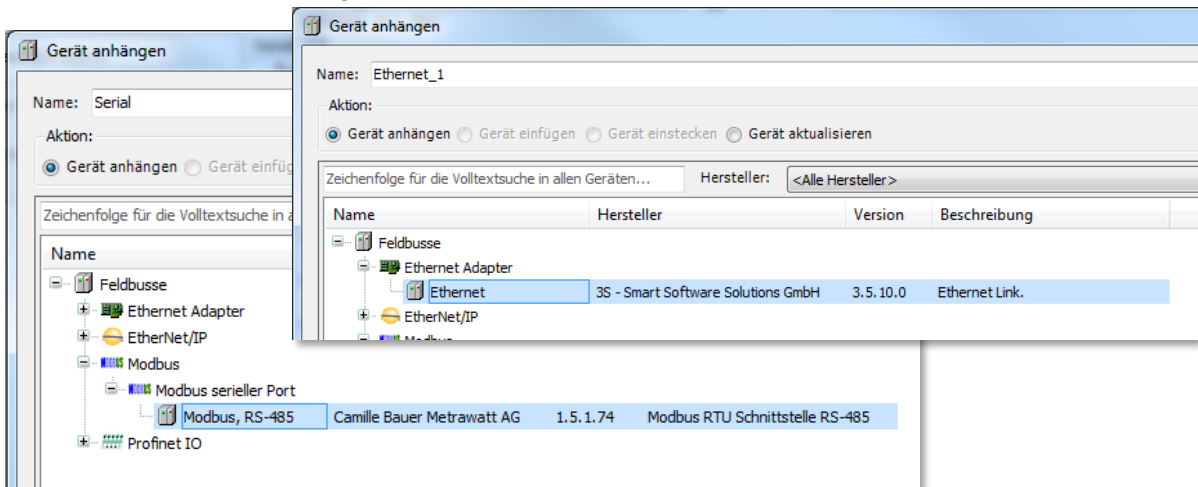 Gerät anhängen
Name: Serial
Aktion:
Gerät anhängen Gerät einfüg
Zeichenfolge für die Volltextsuche in a
Name
Feldbusse
Ethernet Adapter
EtherNet/IP
Modbus
Modbus serieller Port
Modbus, RS-485 Camille Bauer Metrawatt AG 1.5.1.74 Modbus RTU Schnittstelle RS-485
Profinet IO
Gerät anhängen
Name: Ethernet_1
Aktion:
Gerät anhängen Gerät einfügen Gerät einstecken Gerät aktualisieren
Zeichenfolge für die Volltextsuche in allen Geräten... Hersteller: <Alle Hersteller>
Name Hersteller Version Beschreibung
Feldbusse
Ethernet Adapter
Ethernet 3S - Smart Software Solutions GmbH 3.5.10.0 Ethernet Link.
EtherNet/IP